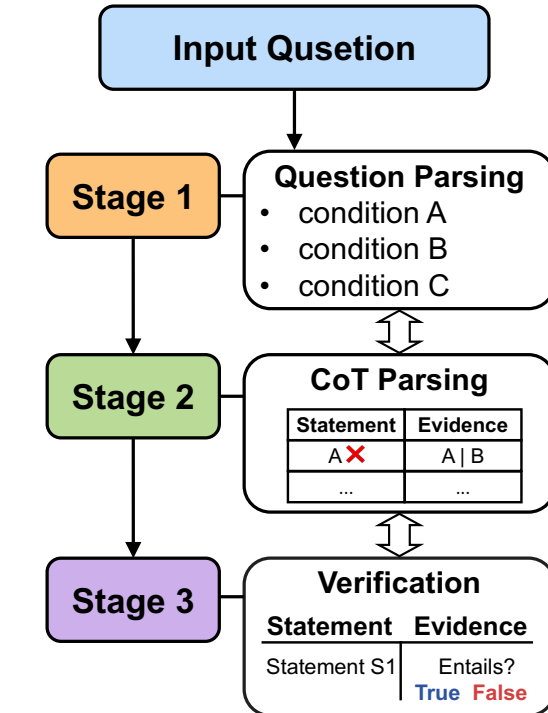 Input Qusetion
Stage 1
Question Parsing
• condition A
• condition B
• condition C
Stage 2
CoT Parsing
Statement Evidence
A ❌ A | B
... ...
Stage 3
Verification
Statement Evidence
Statement S1 Entails?
True False